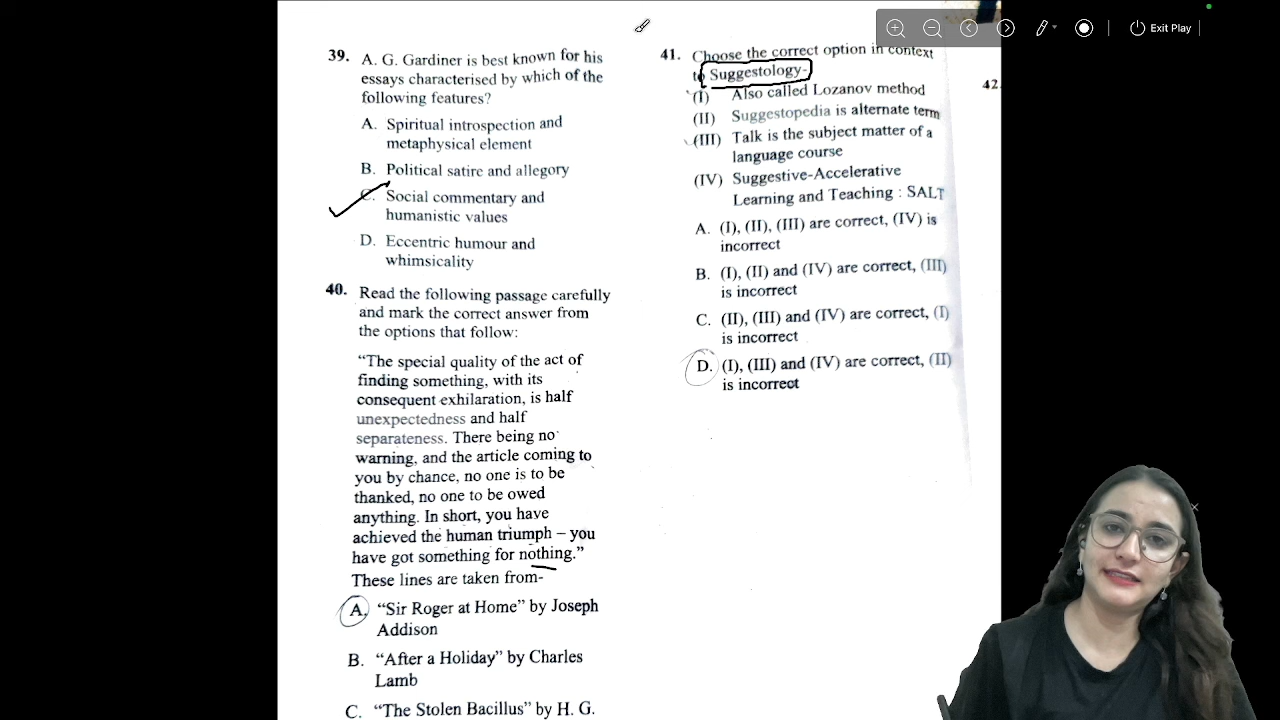 Exit Play
39. A. G. Gardiner is best known for his
essays characterised by which of the
following features?
A. Spiritual introspection and
metaphysical element
B. Political satire and allegory
C. Social commentary and
humanistic values
D. Eccentric humour and
whimsicality
40. Read the following passage carefully
and mark the correct answer from
the options that follow:
“The special quality of the act of
finding something, with its
consequent exhilaration, is half
unexpectedness and half
separateness. There being no
warning, and the article coming to
you by chance, no one is to be
thanked, no one to be owed
anything. In short, you have
achieved the human triumph – you
have got something for nothing.”
These lines are taken from-
A. “Sir Roger at Home” by Joseph
Addison
B. “After a Holiday” by Charles
Lamb
C. “The Stolen Bacillus” by H. G.
41. Choose the correct option in context
to Suggestology-
(I) Also called Lozanov method
(II) Suggestopedia is alternate term
(III) Talk is the subject matter of a
language course
(IV) Suggestive-Accelerative
Learning and Teaching : SALT
A. (I), (II), (III) are correct, (IV) is
incorrect
B. (I), (II) and (IV) are correct, (III)
is incorrect
C. (II), (III) and (IV) are correct, (I)
is incorrect
D. (I), (III) and (IV) are correct, (II)
is incorrect
42